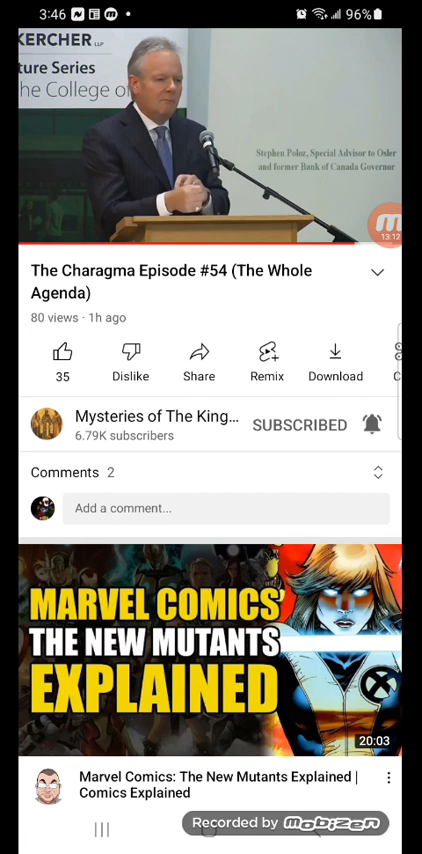 3:46
96%
KERCHER LLP
ture Series
he College of
Stephen Poloz, Special Advisor to Osler
and former Bank of Canada Governor
13:12
The Charagma Episode #54 (The Whole
Agenda)
80 views · 1h ago
35
Dislike
Share
Remix
Download
C
Mysteries of The King...
6.79K subscribers
SUBSCRIBED
Comments 2
Add a comment...
MARVEL COMICS'
THE NEW MUTANTS
EXPLAINED
20:03
Marvel Comics: The New Mutants Explained |
Comics Explained
Recorded by mobizen